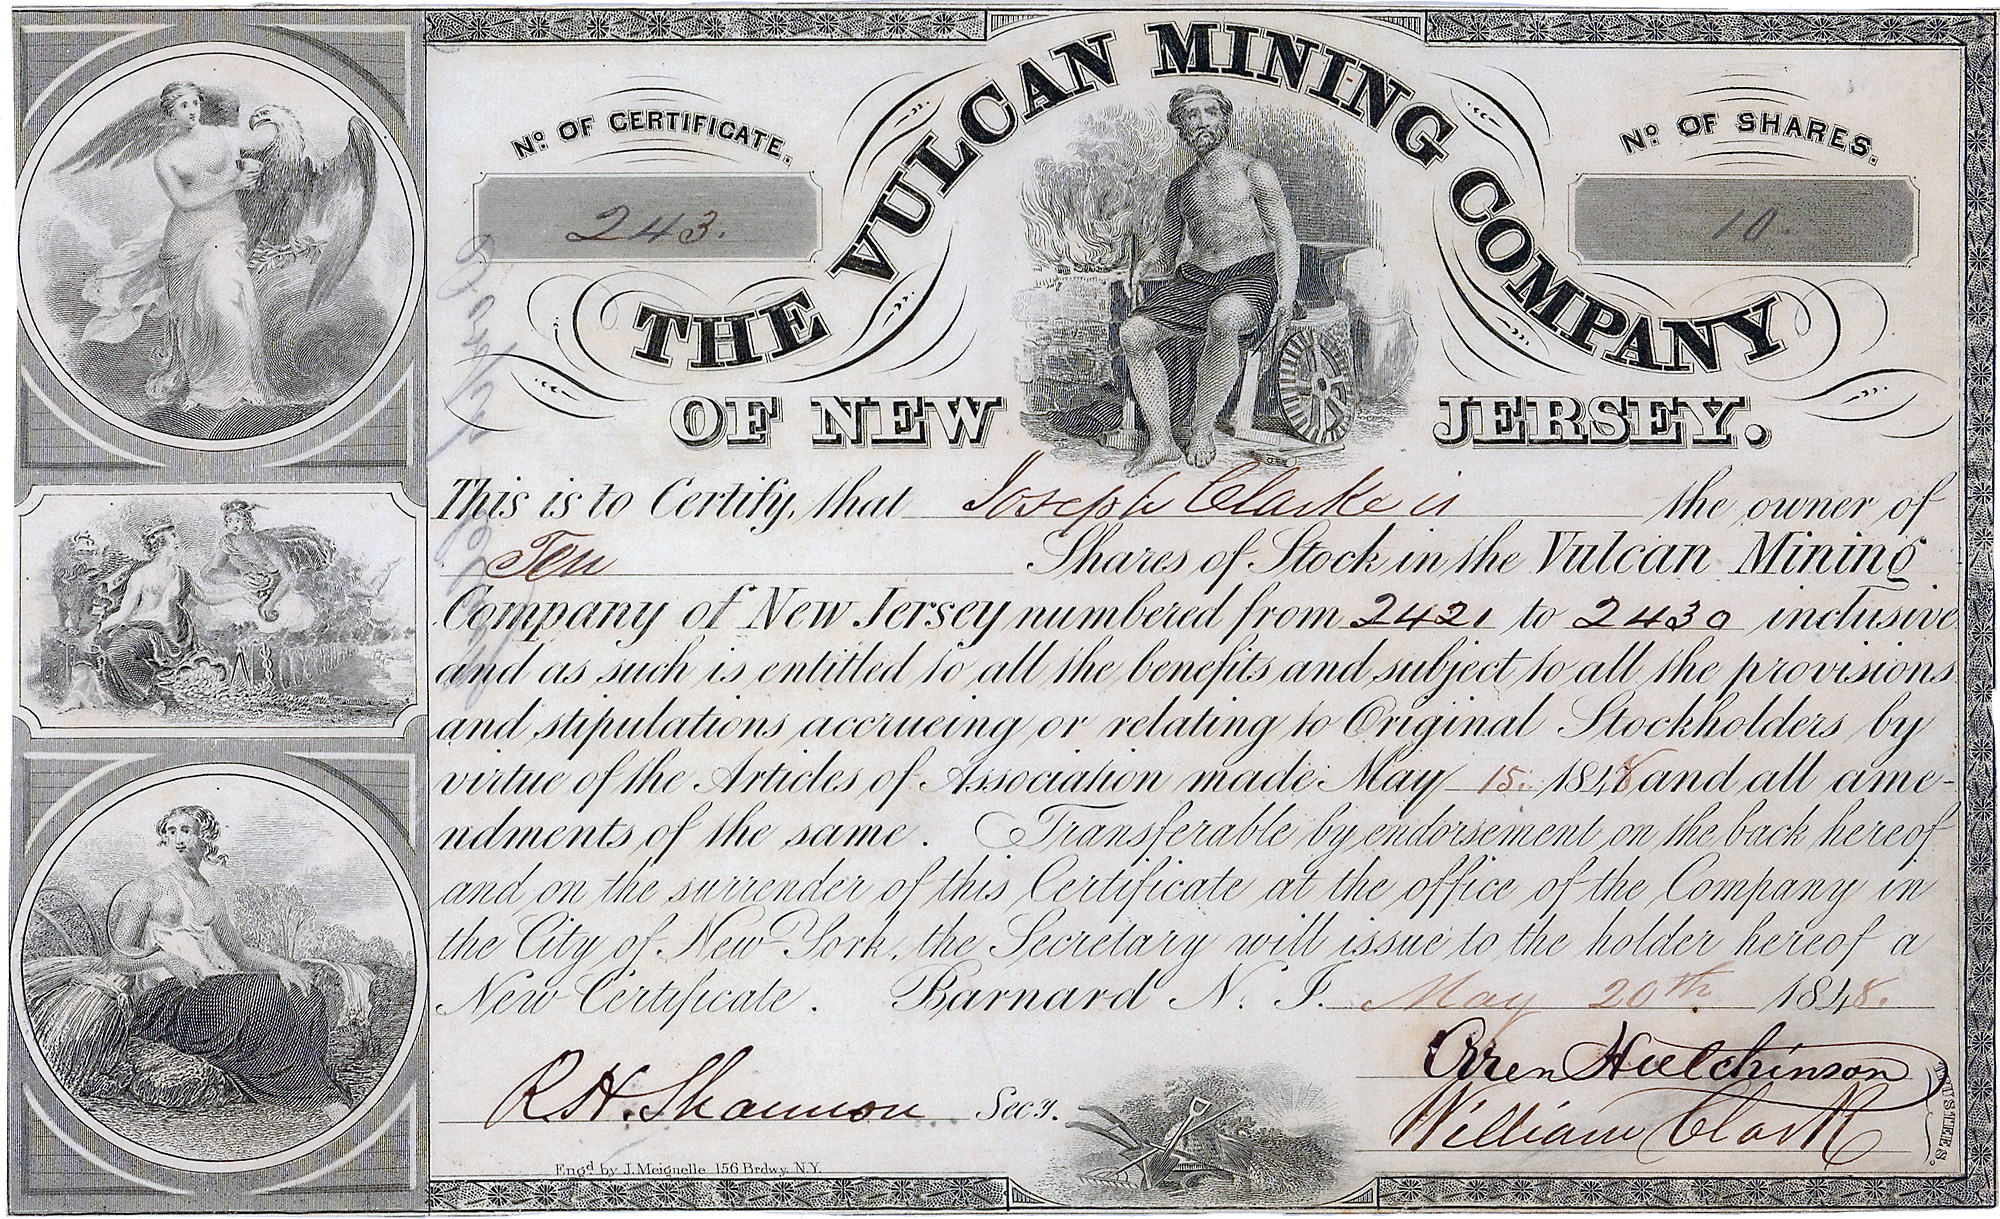 THE VULCAN MINING COMPANY
OF NEW JERSEY.
No. OF CERTIFICATE.
243.
No. OF SHARES.
10.
This is to Certify, that Joseph Clarke is the owner of
Ten Shares of Stock in the Vulcan Mining
Company of New Jersey numbered from 2421 to 2430 inclusive
and as such is entitled to all the benefits and subject to all the provisions
and stipulations accrueing or relating to Original Stockholders by
virtue of the Articles of Association made May 15. 1848 and all ame-
ndments of the same. Transferable by endorsement on the back hereof
and on the surrender of this Certificate at the office of the Company in
the City of New York, the Secretary will issue to the holder hereof a
New Certificate. Barnard N. J. May 20th 1848.
R. H. Shannon Secy.
Orren Hutchinson
William Clark
TRUSTEES.
Engd. by J. Meignelle 156 Brdwy. N.Y.